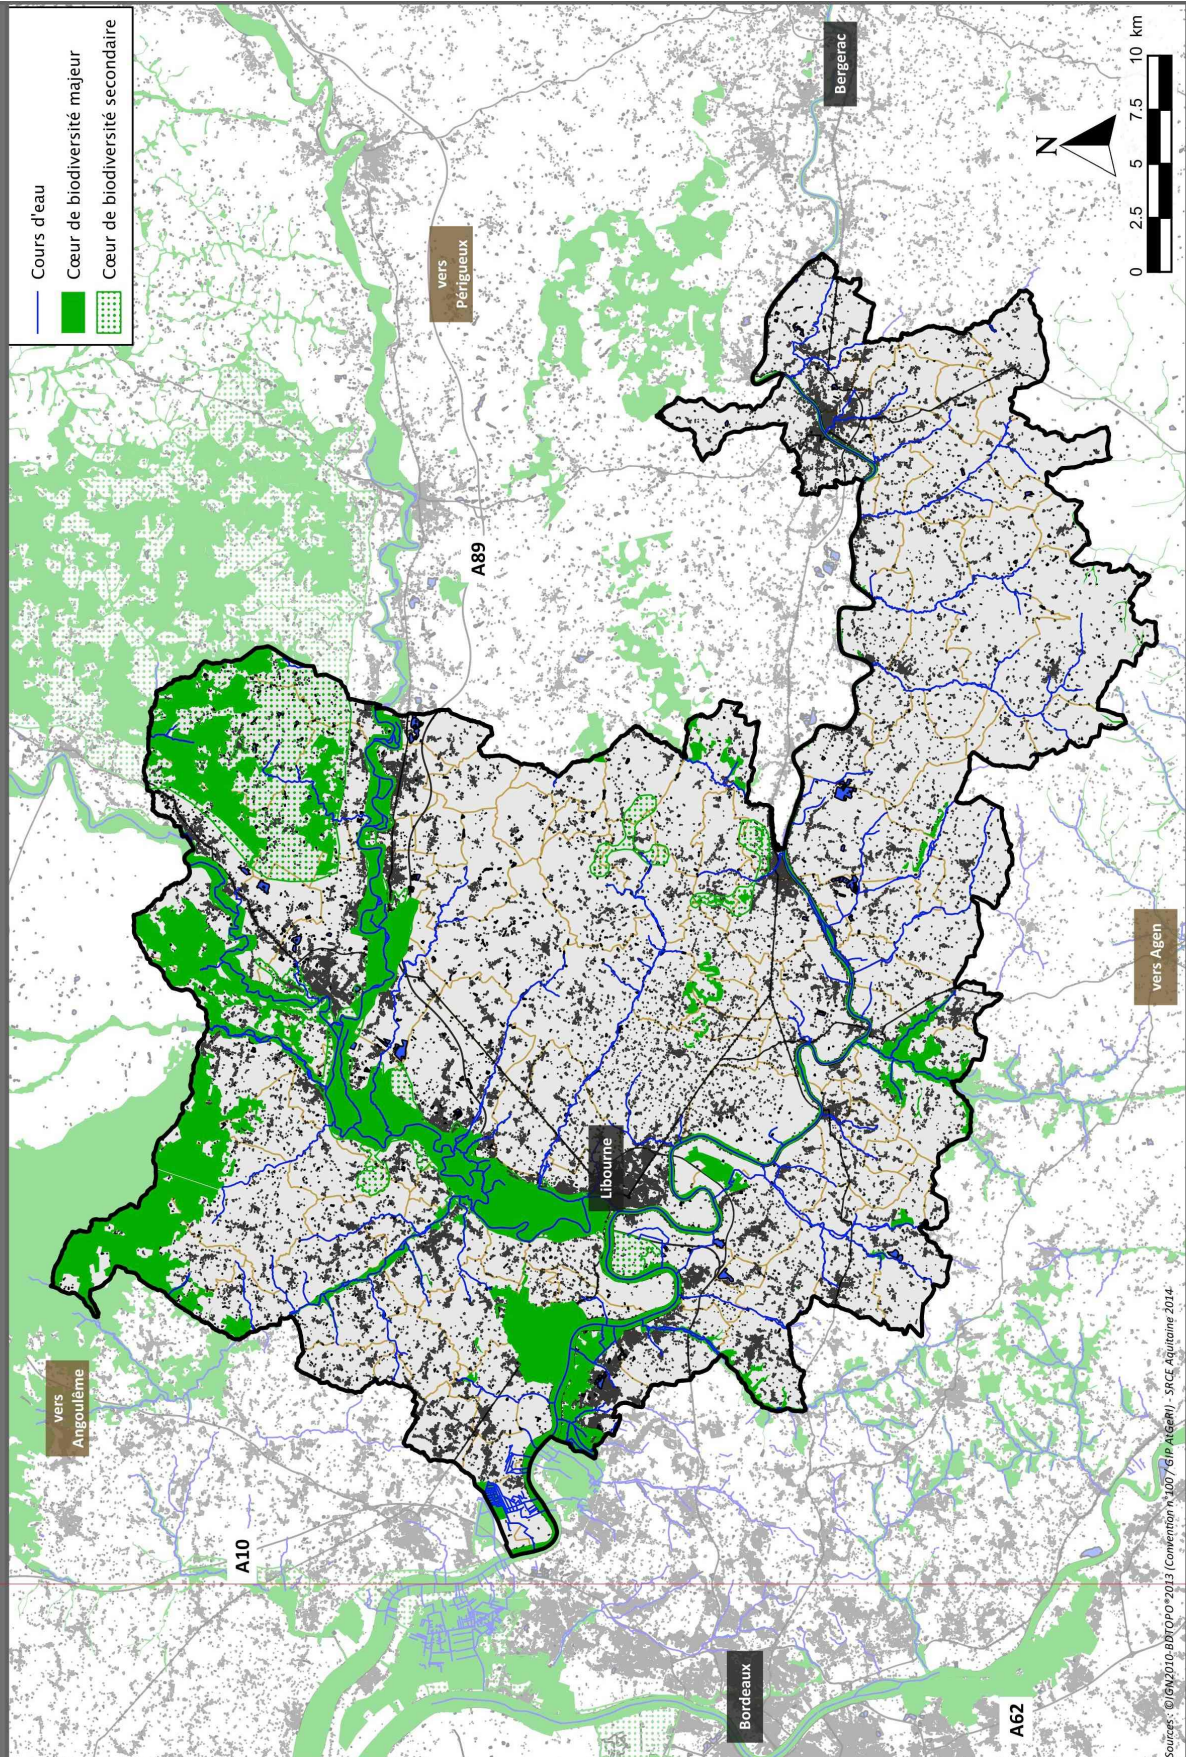 Cours d'eau
Cœur de biodiversité majeur
Cœur de biodiversité secondaire
vers
Angoulême
vers
Périgueux
A10
A89
Libourne
Bergerac
Bordeaux
A62
vers Agen
N
0 2.5 5 7.5 10 km
Sources : ©IGN2010-BDTOPO®2013 (Convention n°100 / GIP AtGeRi) - SRCE Aquitaine 2014